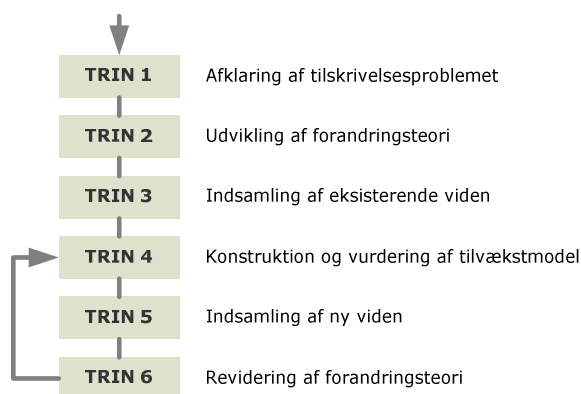 TRIN 1 Afklaring af tilskrivelsesproblemet
TRIN 2 Udvikling af forandringsteori
TRIN 3 Indsamling af eksisterende viden
TRIN 4 Konstruktion og vurdering af tilvækstmodel
TRIN 5 Indsamling af ny viden
TRIN 6 Revidering af forandringsteori